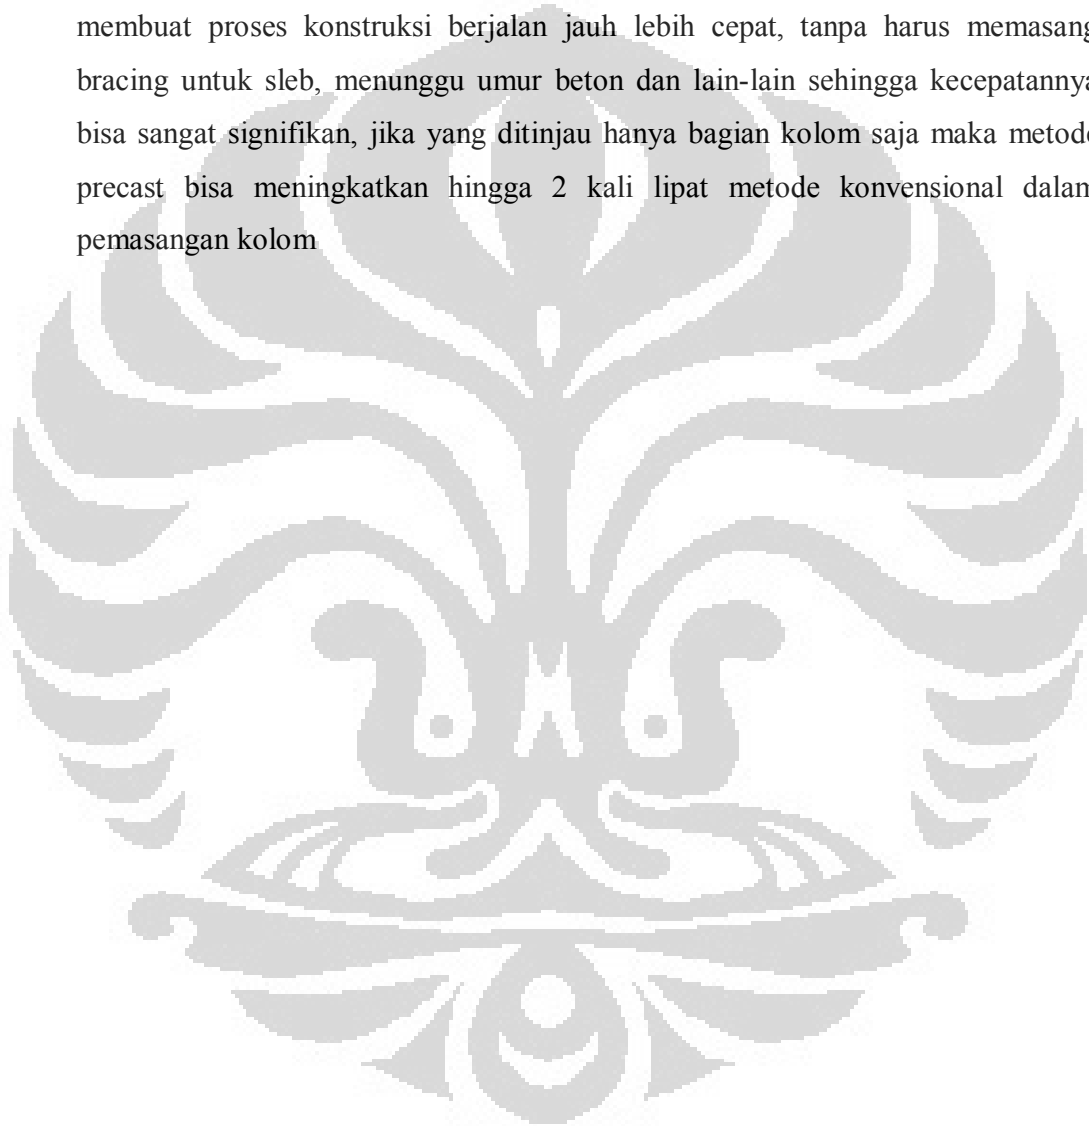 membuat proses konstruksi berjalan jauh lebih cepat, tanpa harus memasang
bracing untuk sleb, menunggu umur beton dan lain-lain sehingga kecepatannya
bisa sangat signifikan, jika yang ditinjau hanya bagian kolom saja maka metode
precast bisa meningkatkan hingga 2 kali lipat metode konvensional dalam
pemasangan kolom